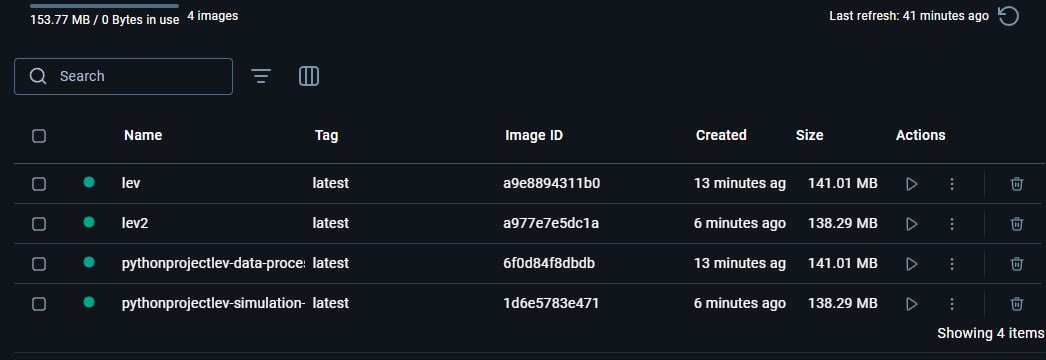 153.77 MB / 0 Bytes in use 4 images Last refresh: 41 minutes ago
Search
Name Tag Image ID Created Size Actions
lev latest a9e8894311b0 13 minutes ag 141.01 MB
lev2 latest a977e7e5dc1a 6 minutes ago 138.29 MB
pythonprojectlev-data-proce latest 6f0d84f8dbdb 13 minutes ag 141.01 MB
pythonprojectlev-simulation- latest 1d6e5783e471 6 minutes ago 138.29 MB
Showing 4 items